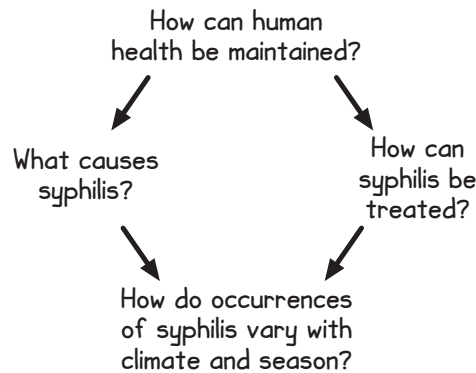 How can human
health be maintained?
What causes
syphilis?
How can
syphilis be
treated?
How do occurrences
of syphilis vary with
climate and season?